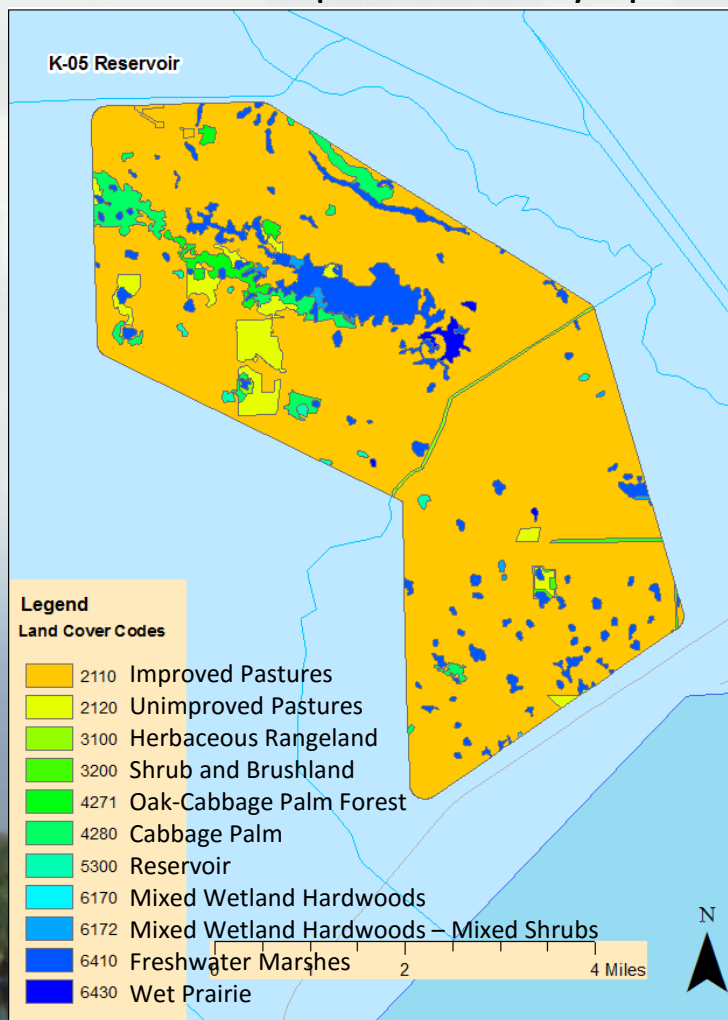 K-05 Reservoir
Legend
Land Cover Codes
2110 Improved Pastures
2120 Unimproved Pastures
3100 Herbaceous Rangeland
3200 Shrub and Brushland
4271 Oak-Cabbage Palm Forest
4280 Cabbage Palm
5300 Reservoir
6170 Mixed Wetland Hardwoods
6172 Mixed Wetland Hardwoods – Mixed Shrubs
6410 Freshwater Marshes
6430 Wet Prairie
0 1 2 4 Miles
N